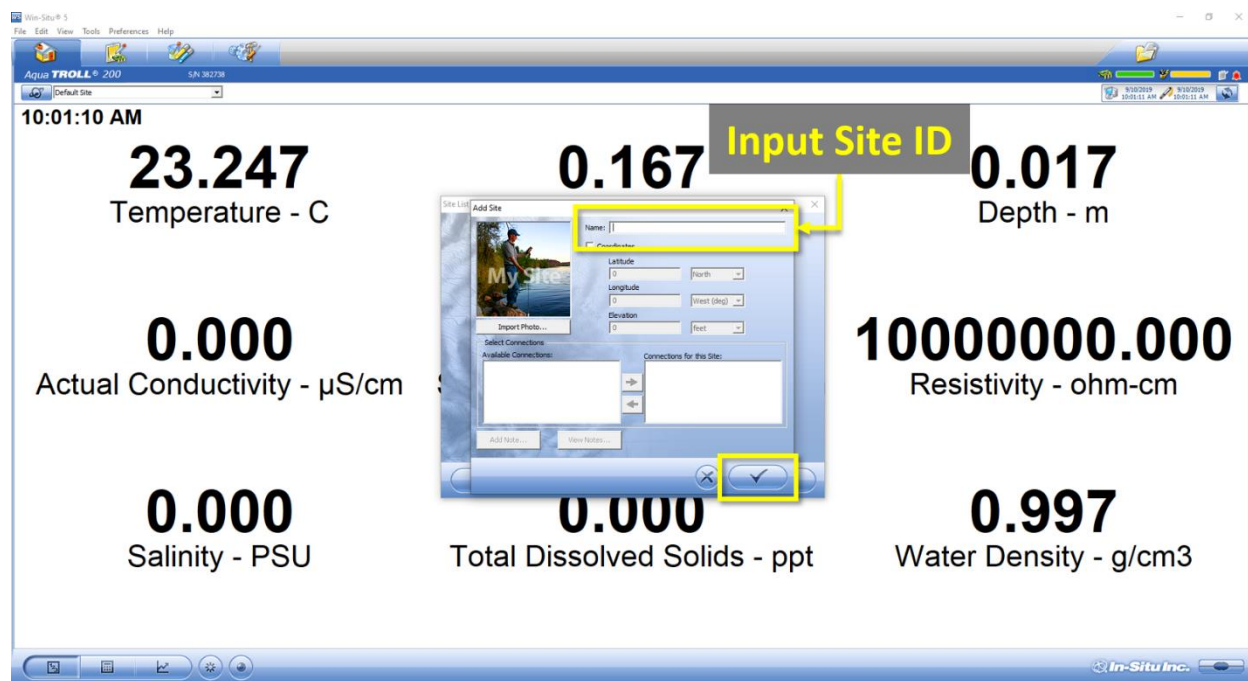 Win-Situ® 5
File Edit View Tools Preferences Help
Aqua TROLL® 200 S/N 382738
Default Site
9/10/2019 10:01:11 AM
9/10/2019 10:01:11 AM
10:01:10 AM
Input Site ID
23.247
Temperature - C
0.167
0.017
Depth - m
Site List
Add Site
Name:
Coordinates
My Site
Latitude
0 North
Longitude
0 West (deg)
Elevation
0 feet
Import Photo...
Select Connections
Available Connections:
Connections for this Site:
Add Note...
View Notes...
0.000
Actual Conductivity - µS/cm
10000000.000
Resistivity - ohm-cm
0.000
Salinity - PSU
0.000
Total Dissolved Solids - ppt
0.997
Water Density - g/cm3
In-Situ Inc.